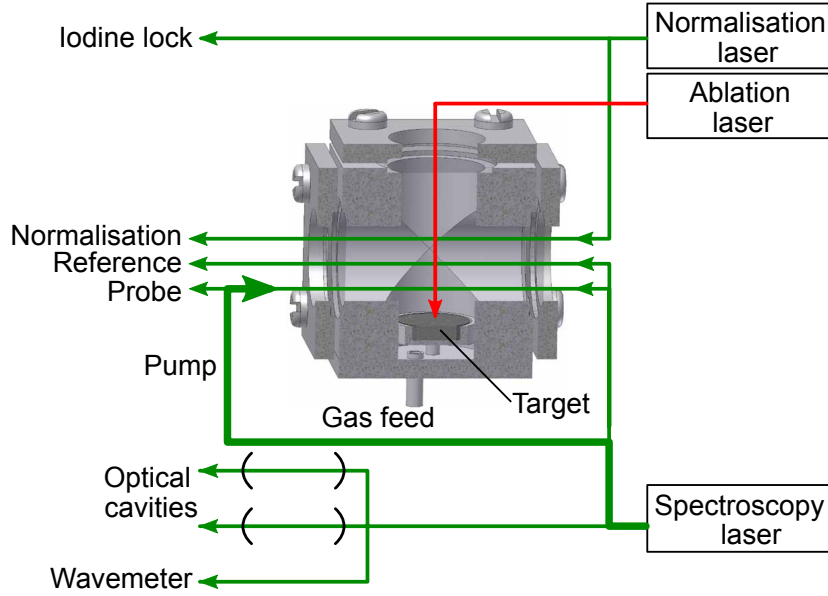 Iodine lock
Normalisation
laser
Ablation
laser
Normalisation
Reference
Probe
Pump
Gas feed
Target
Optical
cavities
Spectroscopy
laser
Wavemeter